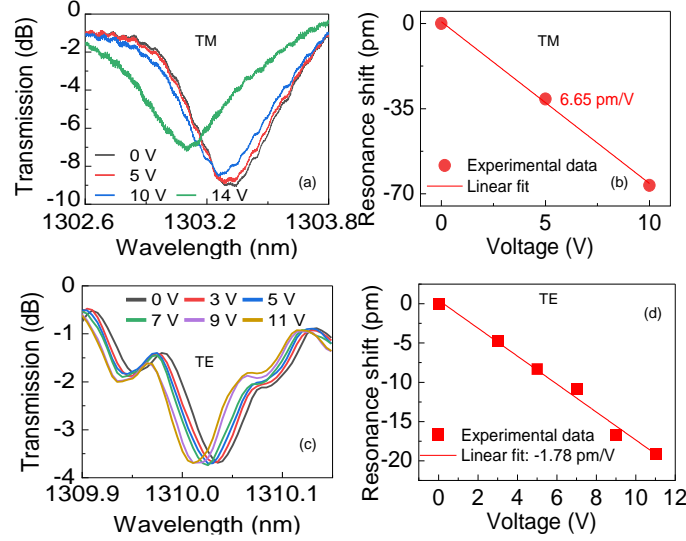 Transmission (dB)
0
-2
-4
-6
-8
-10
TM
0 V
5 V
10 V
14 V
(a)
1302.6
1303.2
1303.8
Wavelength (nm)
Resonance shift (pm)
0
-35
-70
TM
6.65 pm/V
Experimental data
Linear fit
(b)
0
5
10
Voltage (V)
Transmission (dB)
0
-1
-2
-3
-4
0 V
3 V
5 V
7 V
9 V
11 V
TE
(c)
1309.9
1310.0
1310.1
Wavelength (nm)
Resonance shift (pm)
0
-5
-10
-15
-20
(d)
TE
Experimental data
Linear fit: -1.78 pm/V
0
2
4
6
8
10
12
Voltage (V)